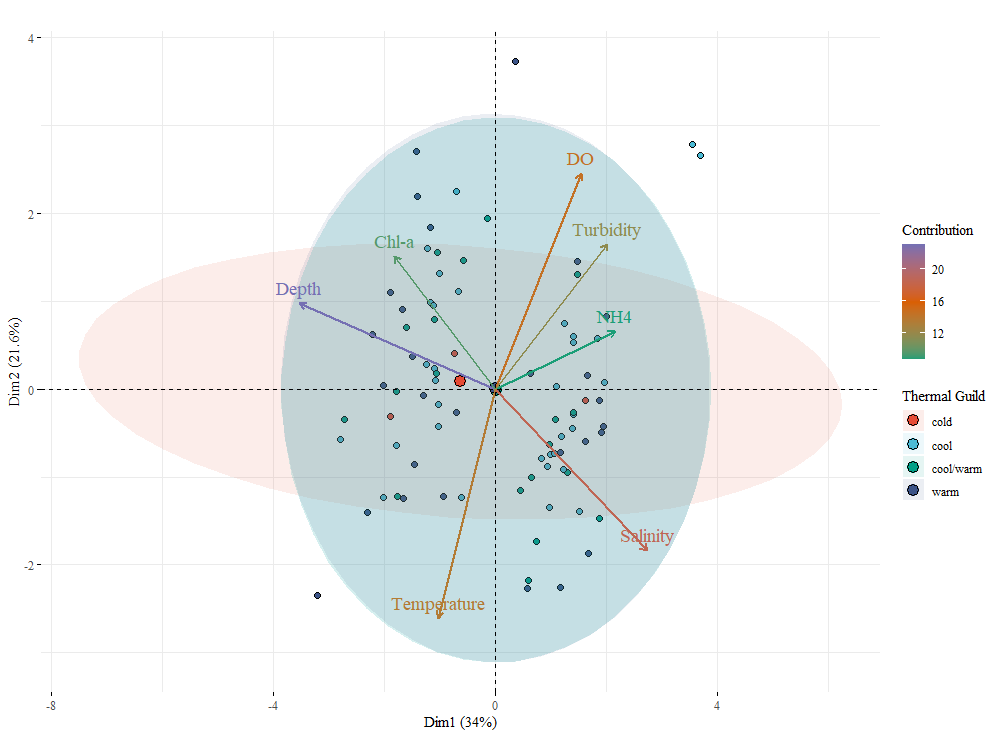 4
2
0
-2
-8
-4
0
4
Dim1 (34%)
Dim2 (21.6%)
DO
Turbidity
Chl-a
Depth
NH4
Salinity
Temperature
Contribution
20
16
12
Thermal Guild
cold
cool
cool/warm
warm